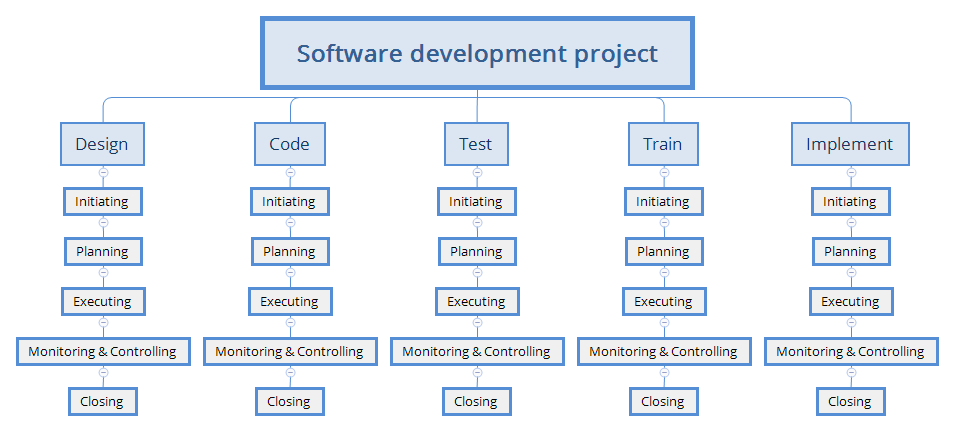 Software development project
Design Code Test Train Implement
Initiating Initiating Initiating Initiating Initiating
Planning Planning Planning Planning Planning
Executing Executing Executing Executing Executing
Monitoring & Controlling Monitoring & Controlling Monitoring & Controlling Monitoring & Controlling Monitoring & Controlling
Closing Closing Closing Closing Closing